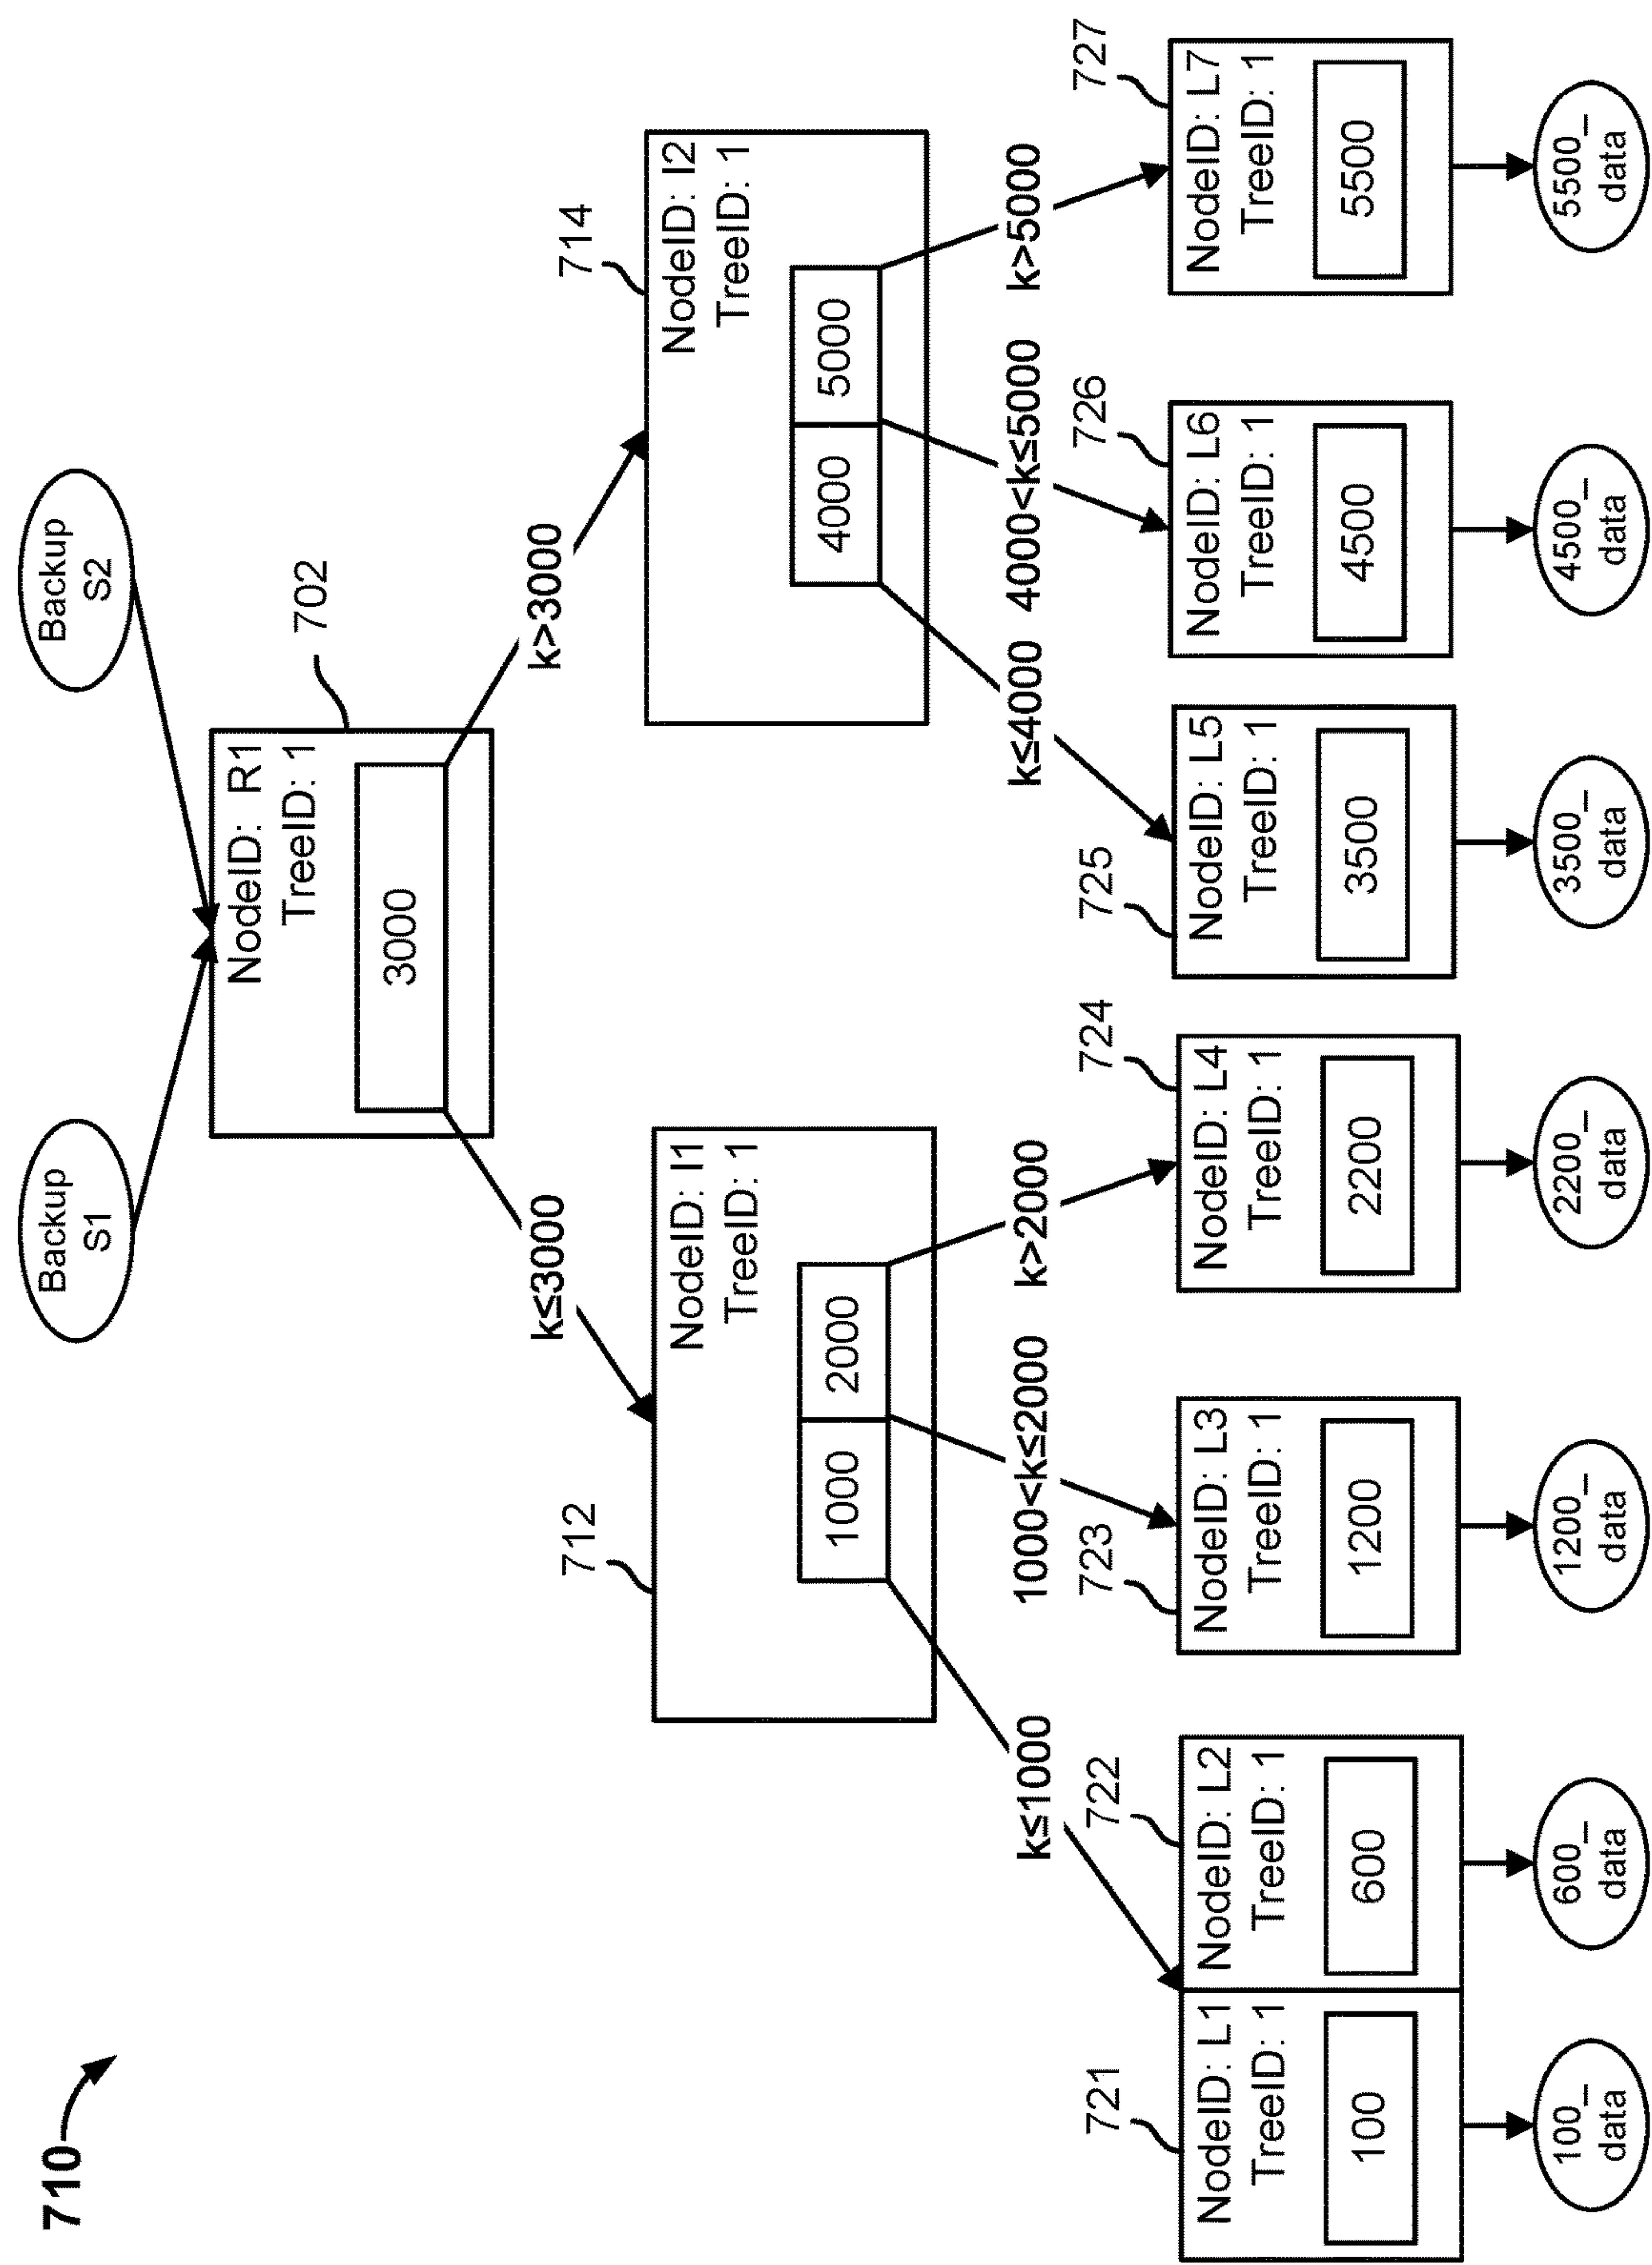 710
Backup
S1
Backup
S2
702
NodeID: R1
TreeID: 1
3000
k≤3000
k>3000
712
NodeID: I1
TreeID: 1
1000
2000
714
NodeID: I2
TreeID: 1
4000
5000
k≤1000
1000<k≤2000
k>2000
k≤4000
4000<k≤5000
k>5000
721
NodeID: L1
TreeID: 1
100
722
NodeID: L2
TreeID: 1
600
723
NodeID: L3
TreeID: 1
1200
724
NodeID: L4
TreeID: 1
2200
725
NodeID: L5
TreeID: 1
3500
726
NodeID: L6
TreeID: 1
4500
727
NodeID: L7
TreeID: 1
5500
100_
data
600_
data
1200_
data
2200_
data
3500_
data
4500_
data
5500_
data